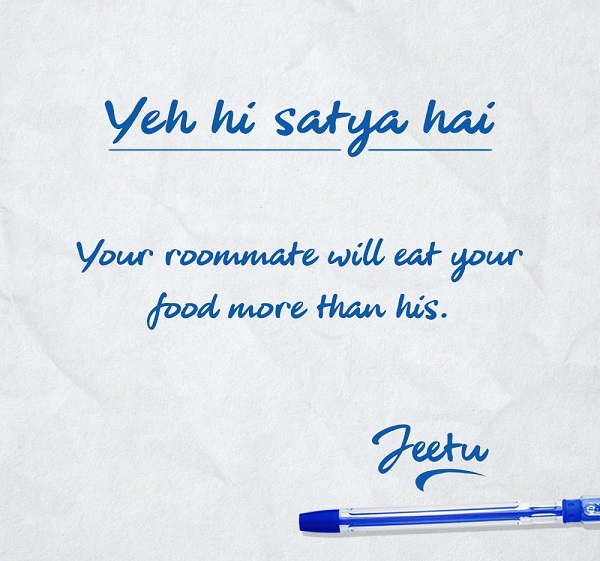 Yeh hi satya hai
Your roommate will eat your
food more than his.
Jeetu